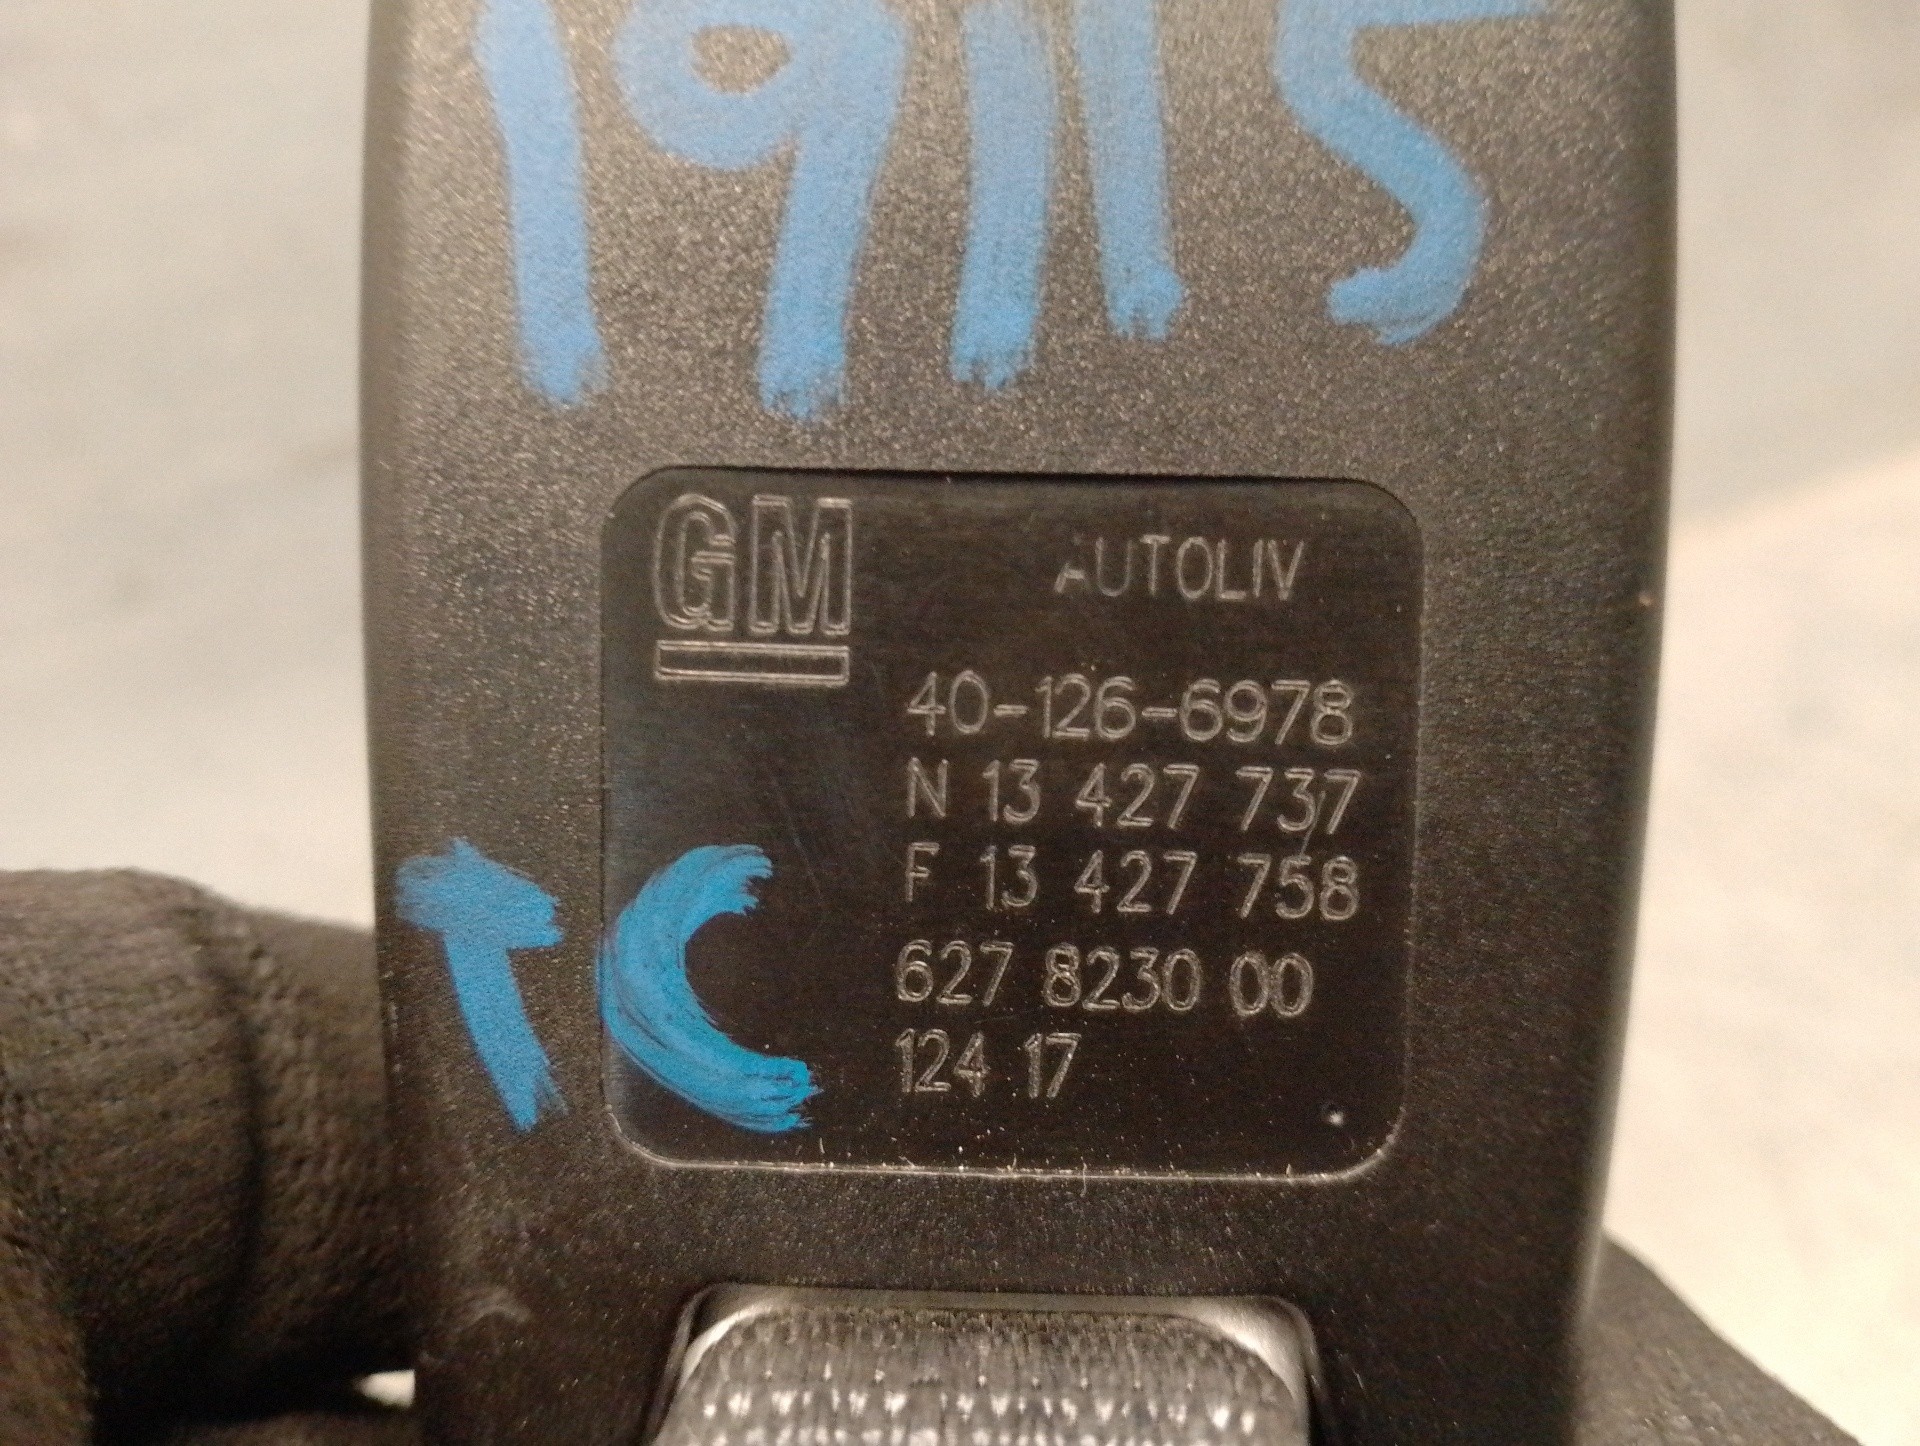 19115
GM
AUTOLIV
40-126-6978
N 13 427 737
F 13 427 758
627 8230 00
124 17
TC